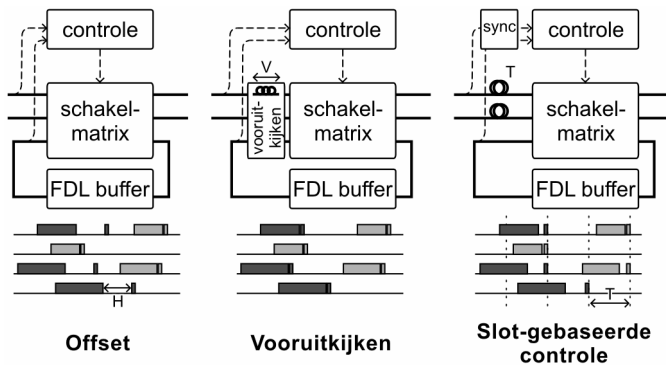 controle
schakel-
matrix
FDL buffer
H
Offset
controle
V
vooruit-
kijken
schakel-
matrix
FDL buffer
Vooruitkijken
sync
controle
T
schakel-
matrix
FDL buffer
T
Slot-gebaseerde
controle